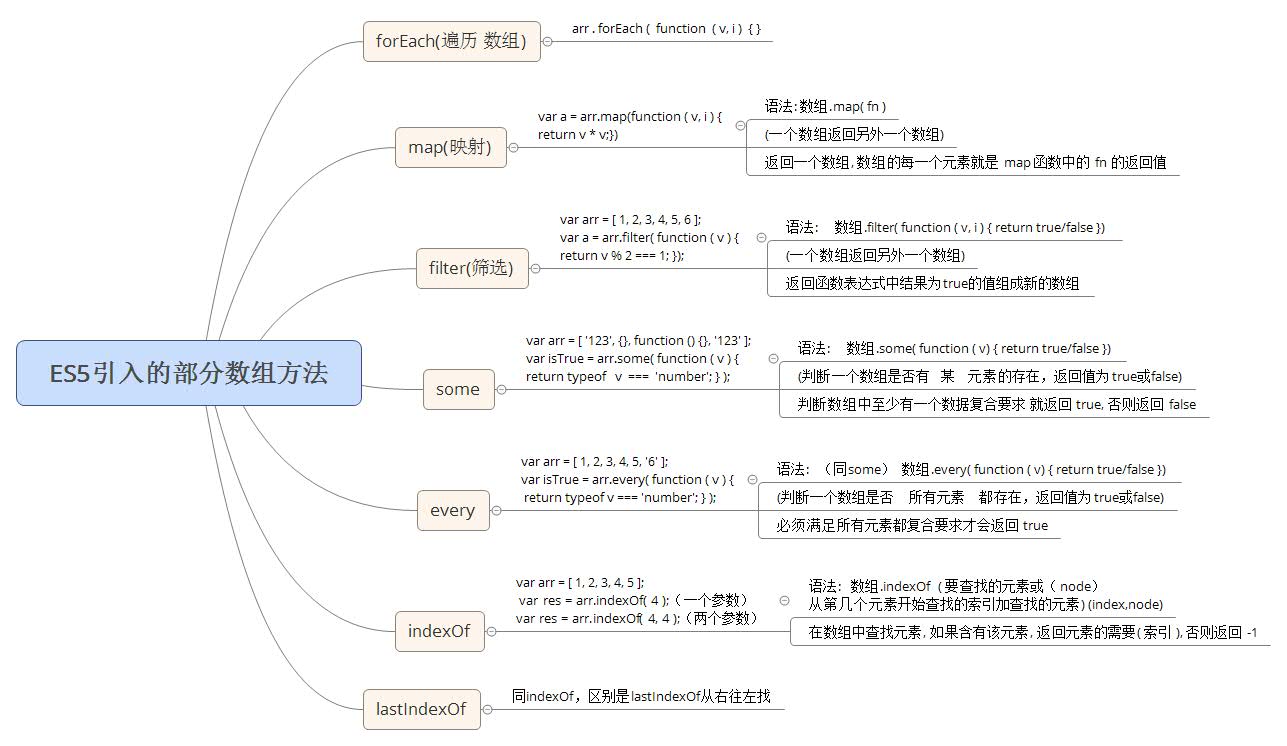 ES5引入的部分数组方法
forEach(遍历 数组)
arr . forEach ( function ( v, i ) { }
map(映射)
var a = arr.map(function ( v, i ) {
return v * v;})
语法:数组.map( fn )
(一个数组返回另外一个数组)
返回一个数组, 数组的每一个元素就是 map 函数中的 fn 的返回值
filter(筛选)
var arr = [ 1, 2, 3, 4, 5, 6 ];
var a = arr.filter( function ( v ) {
return v % 2 === 1; });
语法: 数组.filter( function ( v, i ) { return true/false })
(一个数组返回另外一个数组)
返回函数表达式中结果为true的值组成新的数组
some
var arr = [ '123', {}, function () {}, '123' ];
var isTrue = arr.some( function ( v ) {
return typeof v === 'number'; } );
语法: 数组.some( function ( v) { return true/false })
(判断一个数组是否有 某 元素的存在，返回值为 true或false)
判断数组中至少有一个数据复合要求 就返回 true, 否则返回 false
every
var arr = [ 1, 2, 3, 4, 5, '6' ];
var isTrue = arr.every( function ( v ) {
return typeof v === 'number'; } );
语法: （同some） 数组.every( function ( v) { return true/false })
(判断一个数组是否 所有元素 都存在，返回值为 true或false)
必须满足所有元素都复合要求才会返回 true
indexOf
var arr = [ 1, 2, 3, 4, 5 ];
var res = arr.indexOf( 4 );（一个参数）
var res = arr.indexOf( 4, 4 );（两个参数）
语法: 数组.indexOf ( 要查找的元素或（ node）
从第几个元素开始查找的索引加查找的元素) (index,node)
在数组中查找元素, 如果含有该元素, 返回元素的需要( 索引 ), 否则返回 -1
lastIndexOf
同indexOf，区别是lastIndexOf从右往左找